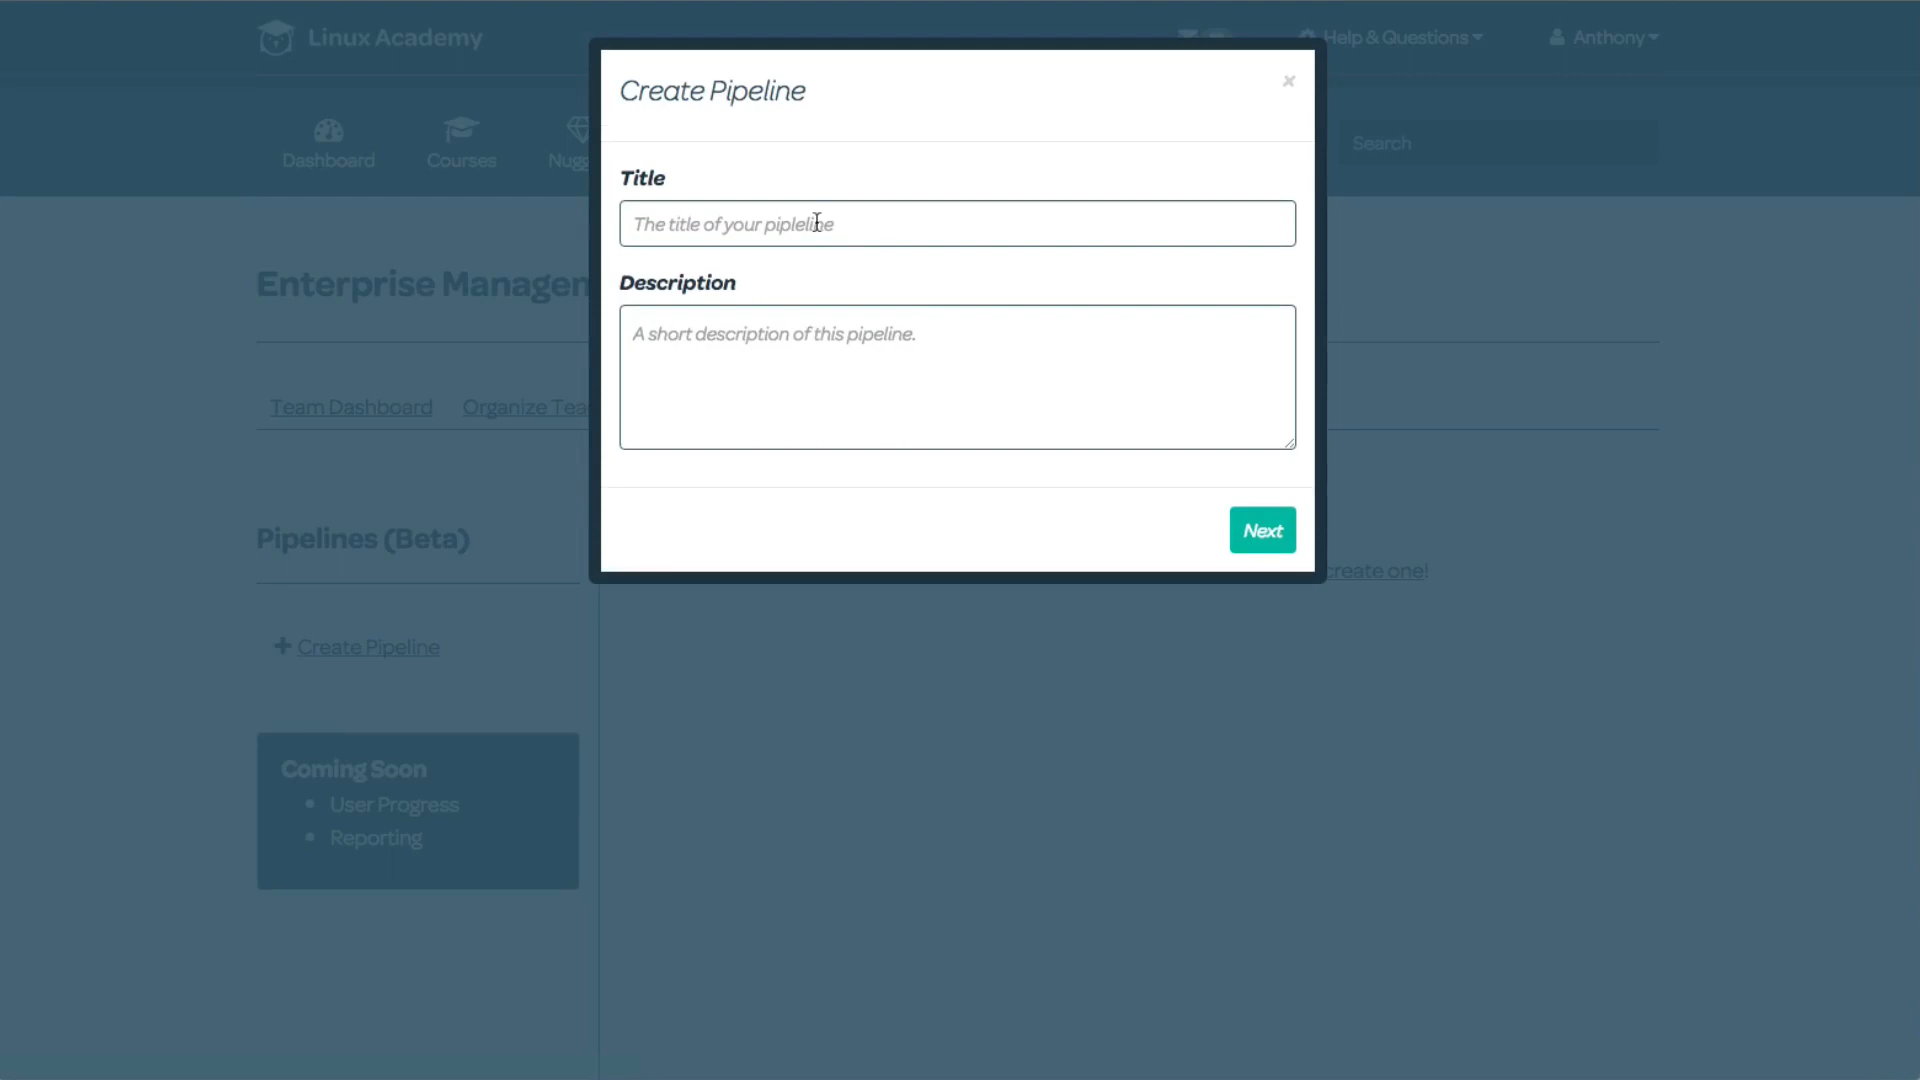 Linux Academy
Help & Questions
Anthony
Dashboard
Courses
Search
Create Pipeline
×
Title
The title of your pipleline
Description
A short description of this pipeline.
Next
Enterprise
Team Dashboard
Organize
Pipelines (Beta)
create one!
Create Pipeline
Coming Soon
User Progress
Reporting